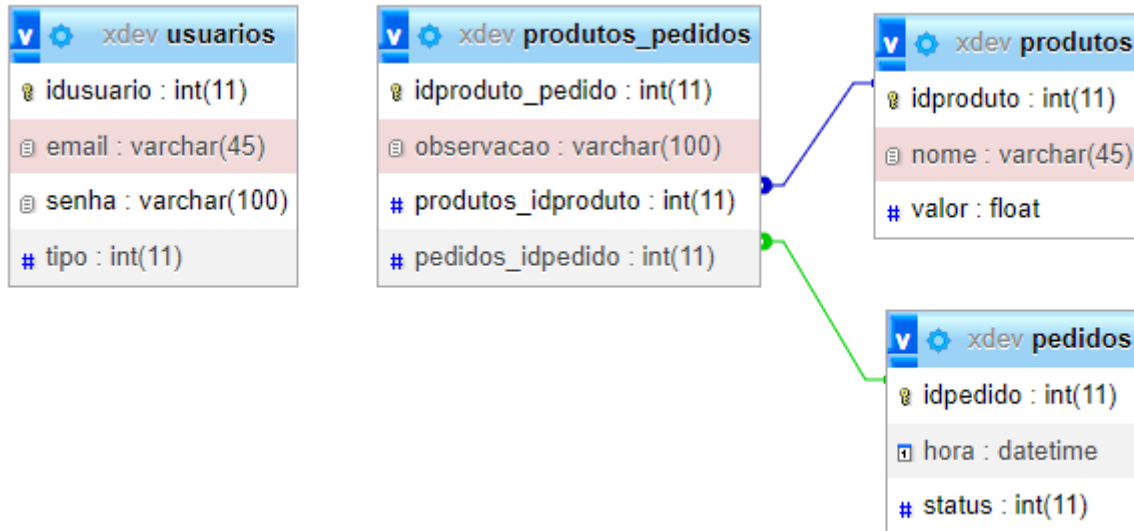 v xdev usuarios
idusuario : int(11)
email : varchar(45)
senha : varchar(100)
# tipo : int(11)
v xdev produtos_pedidos
idproduto_pedido : int(11)
observacao : varchar(100)
# produtos_idproduto : int(11)
# pedidos_idpedido : int(11)
v xdev produtos
idproduto : int(11)
nome : varchar(45)
# valor : float
v xdev pedidos
idpedido : int(11)
hora : datetime
# status : int(11)